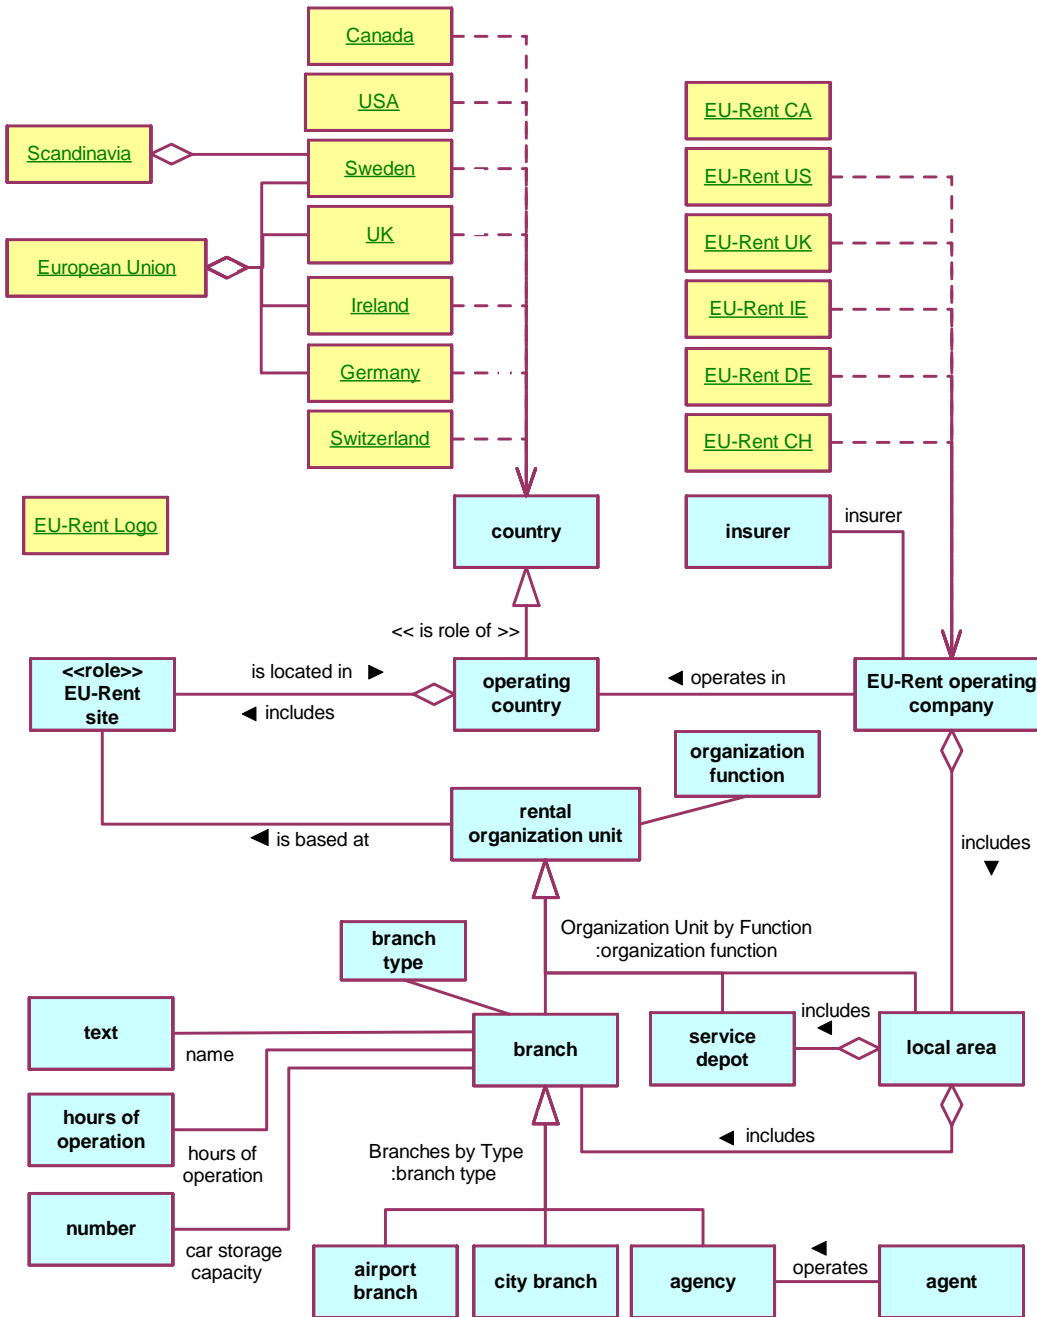 Canada
USA
EU-Rent CA
Scandinavia
Sweden
EU-Rent US
UK
EU-Rent UK
European Union
Ireland
EU-Rent IE
Germany
EU-Rent DE
Switzerland
EU-Rent CH
EU-Rent Logo
country
insurer
insurer
<< is role of >>
<<role>>
EU-Rent
site
is located in ►
◄ includes
operating
country
◄ operates in
EU-Rent operating
company
organization
function
rental
organization unit
◄ is based at
includes
▼
Organization Unit by Function
:organization function
branch
type
text
name
branch
service
depot
includes
◄
local area
hours of
operation
hours of
operation
◄ includes
Branches by Type
:branch type
number
car storage
capacity
airport
branch
city branch
agency
◄
operates
agent